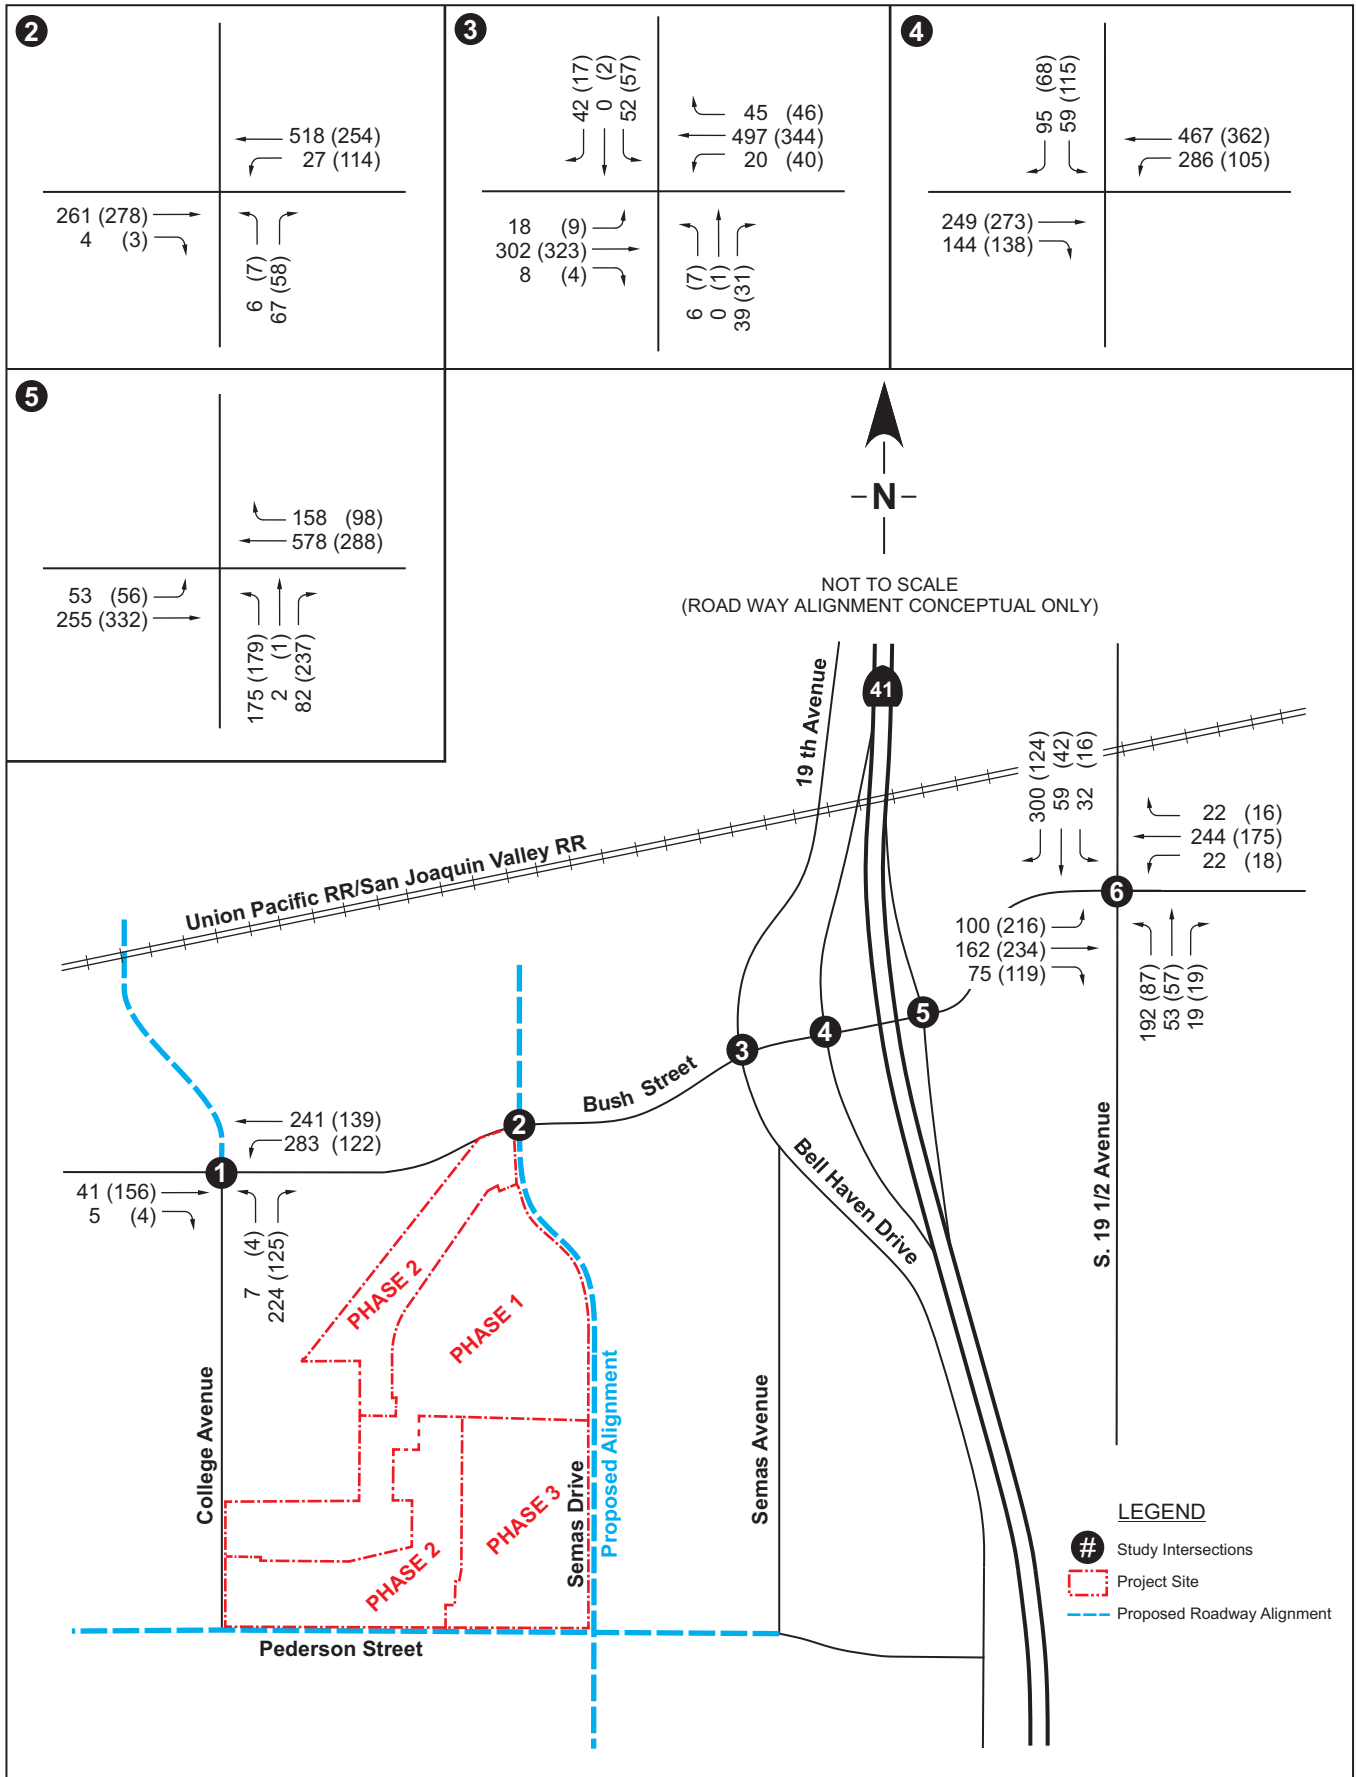 2
518 (254)
27 (114)
261 (278)
4 (3)
6 (7)
67 (58)
3
42 (17)
0 (2)
52 (57)
45 (46)
497 (344)
20 (40)
18 (9)
302 (323)
8 (4)
6 (7)
0 (1)
39 (31)
4
95 (68)
59 (115)
467 (362)
286 (105)
249 (273)
144 (138)
5
158 (98)
578 (288)
53 (56)
255 (332)
175 (179)
2 (1)
82 (237)
N
NOT TO SCALE
(ROAD WAY ALIGNMENT CONCEPTUAL ONLY)
19 th Avenue
41
Union Pacific RR/San Joaquin Valley RR
300 (124)
59 (42)
32 (16)
22 (16)
244 (175)
22 (18)
6
100 (216)
162 (234)
75 (119)
192 (87)
53 (57)
19 (19)
5
4
3
Bush Street
2
241 (139)
283 (122)
1
41 (156)
5 (4)
7 (4)
224 (125)
Bell Haven Drive
S. 19 1/2 Avenue
PHASE 2
PHASE 1
College Avenue
Proposed Alignment
Semas Drive
Semas Avenue
PHASE 3
PHASE 2
Pederson Street
LEGEND
# Study Intersections
Project Site
Proposed Roadway Alignment